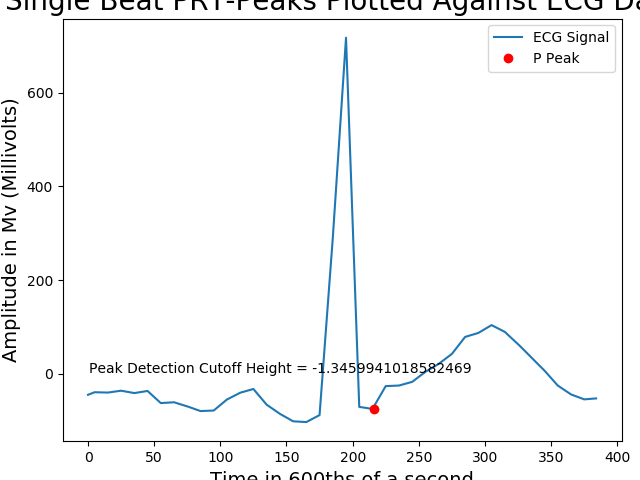 Single Beat PRT-Peaks Plotted Against ECG Da
ECG Signal
P Peak
Amplitude in Mv (Millivolts)
600
400
200
0
Peak Detection Cutoff Height = -1.3459941018582469
0 50 100 150 200 250 300 350 400
Time in 600ths of a second